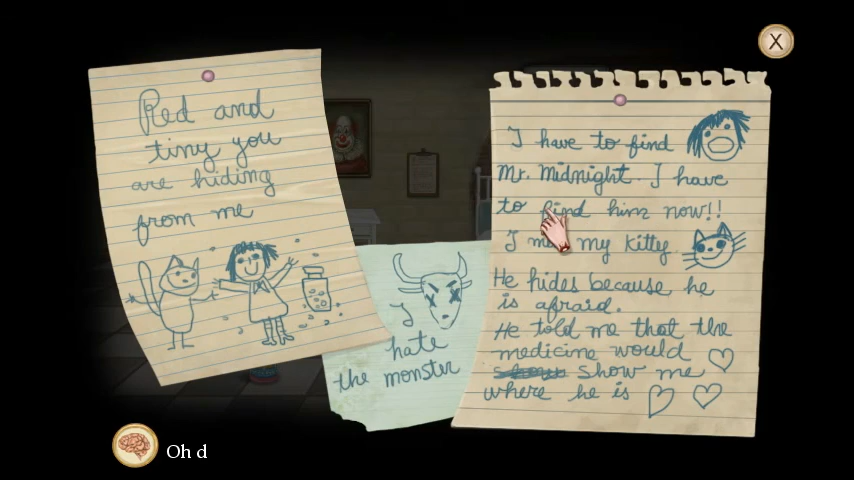 Red and
tiny you
are hiding
from me
I
hate
the monster
I have to find
Mr. Midnight. I have
to find him now!!
I my kitty
He hides because he
is afraid.
He told me that the
medicine would
show me
where he is
Oh d
X